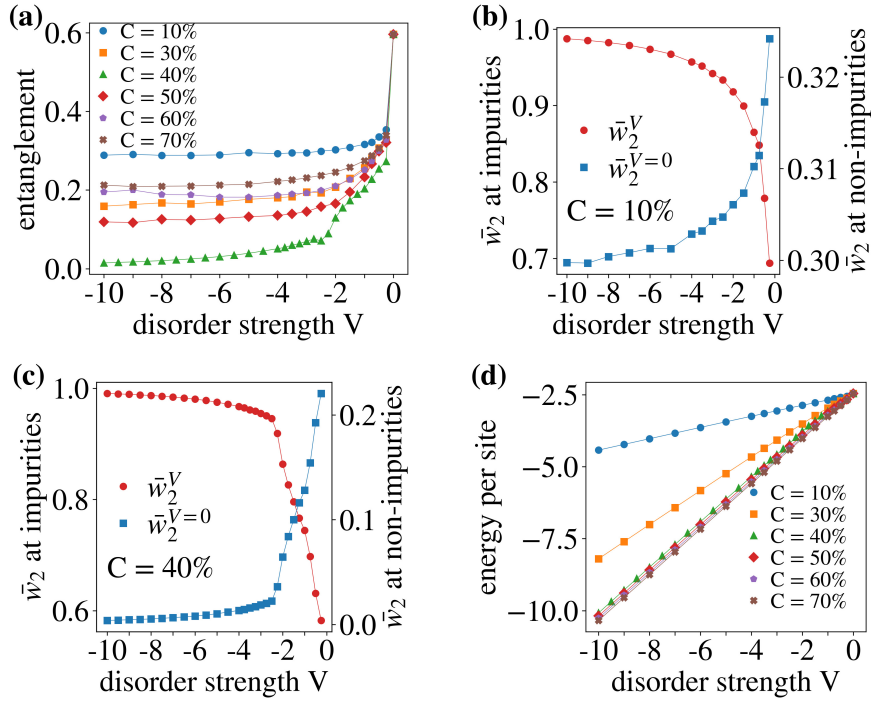 (a)
0.6
0.4
0.2
0.0
entanglement
C = 10%
C = 30%
C = 40%
C = 50%
C = 60%
C = 70%
-10 -8 -6 -4 -2 0
disorder strength V
(b)
1.0
0.9
0.8
0.7
w̄₂ at impurities
w̄₂^V
w̄₂^{V=0}
C = 10%
0.32
0.31
0.30
w̄₂ at non-impurities
-10 -8 -6 -4 -2 0
disorder strength V
(c)
1.0
0.8
0.6
w̄₂ at impurities
w̄₂^V
w̄₂^{V=0}
C = 40%
0.2
0.1
0.0
w̄₂ at non-impurities
-10 -8 -6 -4 -2 0
disorder strength V
(d)
−2.5
−5.0
−7.5
−10.0
energy per site
C = 10%
C = 30%
C = 40%
C = 50%
C = 60%
C = 70%
-10 -8 -6 -4 -2 0
disorder strength V